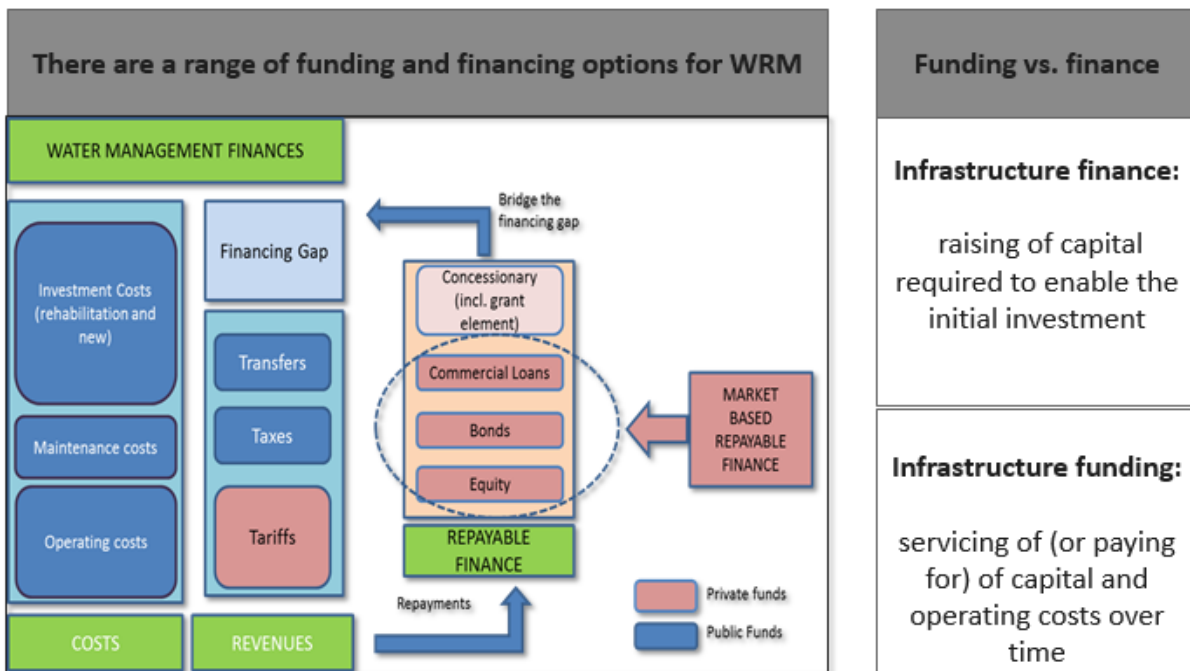 There are a range of funding and financing options for WRM
WATER MANAGEMENT FINANCES
Investment Costs
(rehabilitation and
new)
Maintenance costs
Operating costs
COSTS
Financing Gap
Transfers
Taxes
Tariffs
REVENUES
Bridge the
financing gap
Concessionary
(incl. grant
element)
Commercial Loans
Bonds
Equity
REPAYABLE
FINANCE
Repayments
MARKET
BASED
REPAYABLE
FINANCE
Private funds
Public Funds
Funding vs. finance
Infrastructure finance:
raising of capital
required to enable the
initial investment
Infrastructure funding:
servicing of (or paying
for) of capital and
operating costs over
time